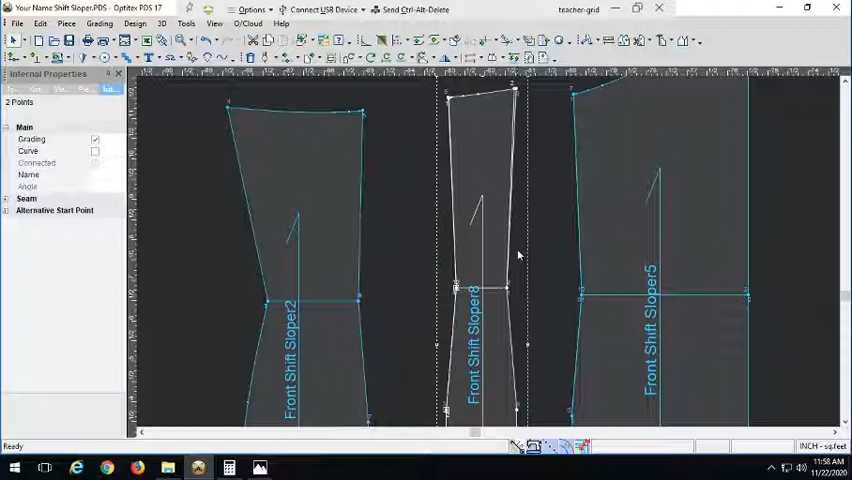 Your Name Shift Sloper.PDS - Optitex PDS 17
Options
Connect USB Device
Send Ctrl-Alt-Delete
teacher-grid
File Piece Grading Design 3D Tools View O/Cloud Help
Internal Properties
2 Points
Main
Grading
Curve
Connected
Name
Angle
Seam
Alternative Start Point
Front Shift Sloper2
Front Shift Sloper8
Front Shift Sloper5
Ready
INCH - sq.feet
11:58 AM
11/22/2020